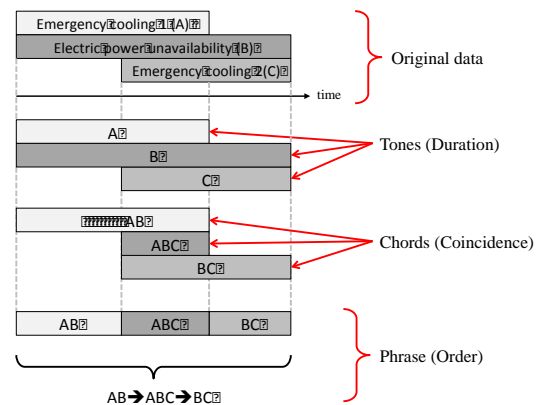 Emergency cooling 1 (A)
Electric power unavailability (B)
Emergency cooling 2(C)
Original data
time
A
B
C
Tones (Duration)
AB
ABC
BC
Chords (Coincidence)
AB
ABC
BC
Phrase (Order)
AB➔ABC➔BC